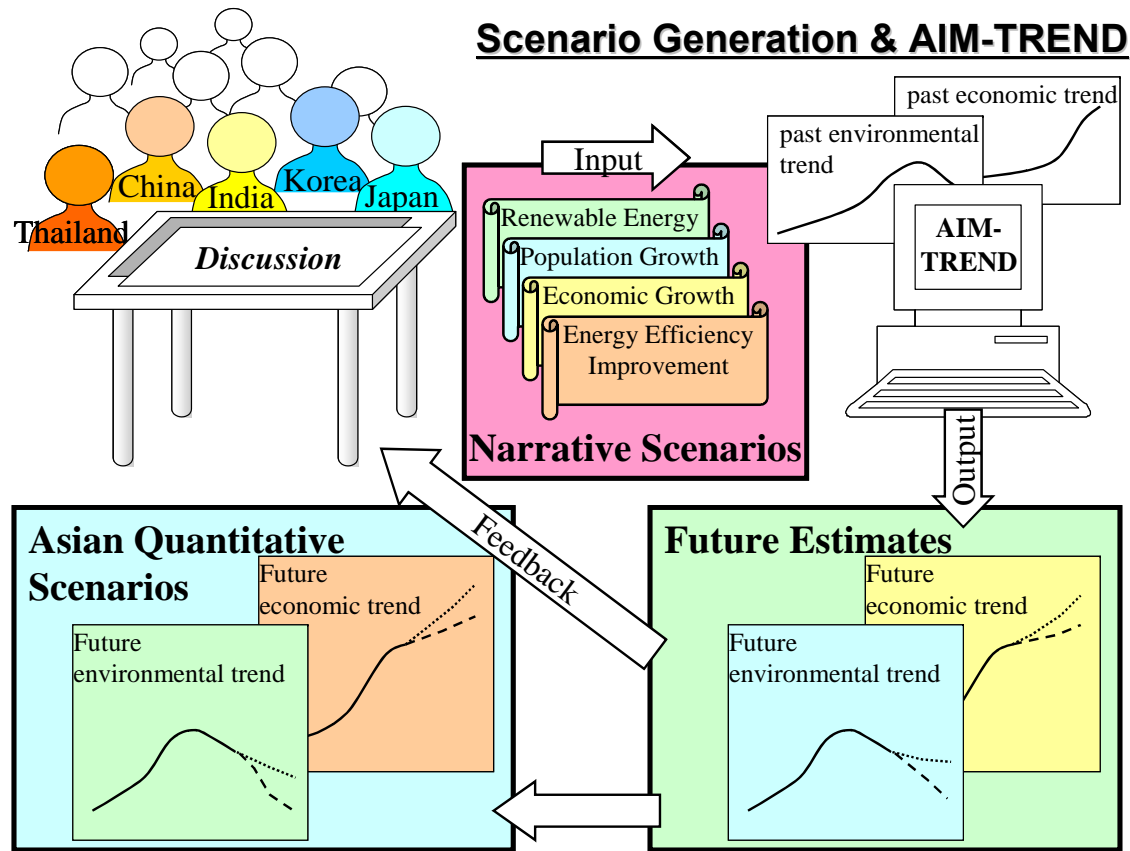 Scenario Generation & AIM-TREND
China
India
Korea
Japan
Thailand
Discussion
Input
Renewable Energy
Population Growth
Economic Growth
Energy Efficiency
Improvement
Narrative Scenarios
past economic trend
past environmental
trend
AIM-
TREND
Output
Feedback
Asian Quantitative
Scenarios
Future
economic trend
Future
environmental trend
Future Estimates
Future
economic trend
Future
environmental trend